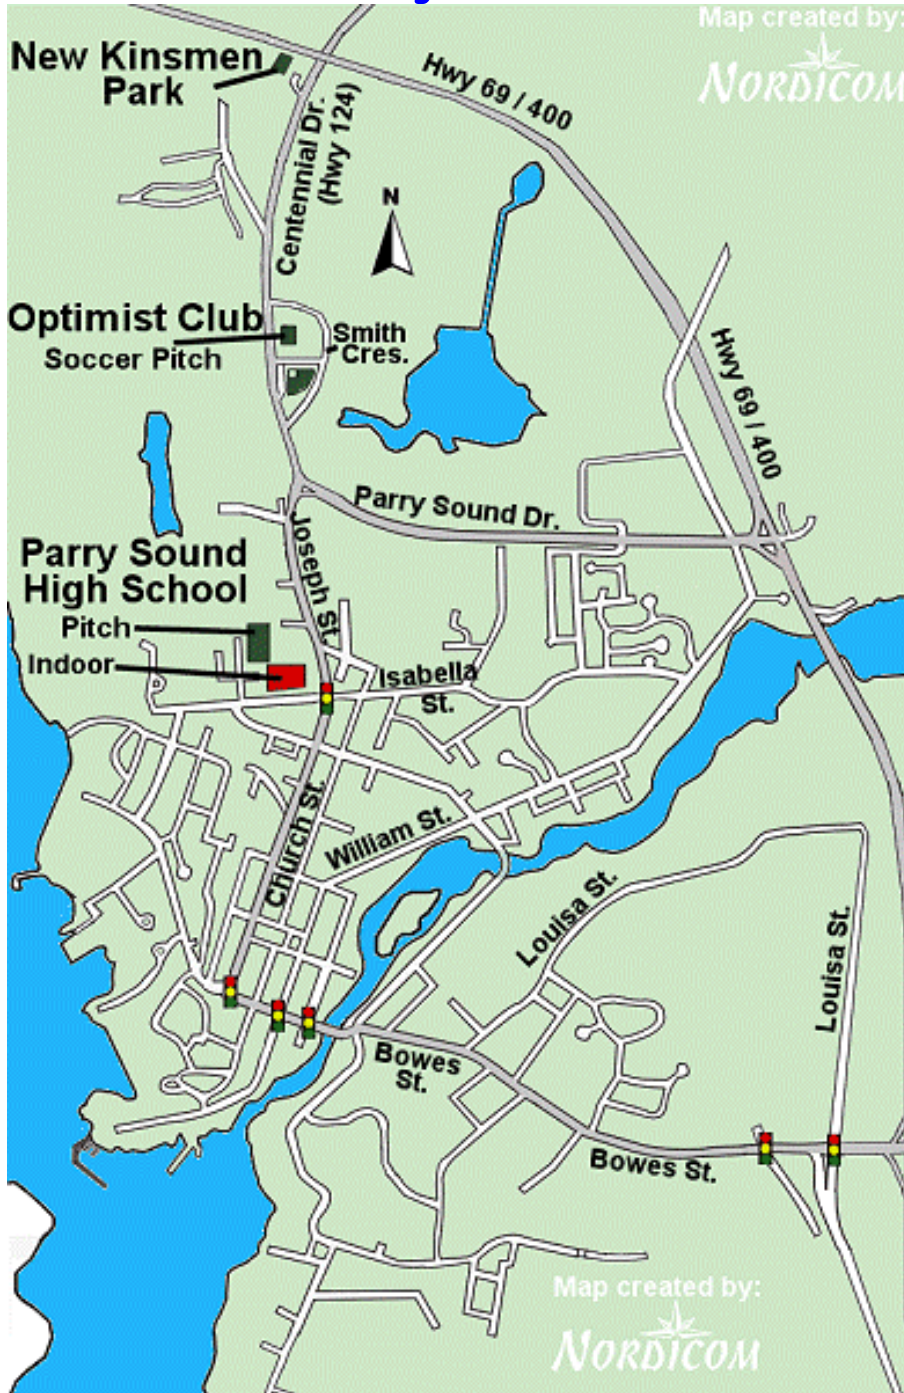 Map created by:
NORDICOM
New Kinsmen
Park
Hwy 69 / 400
Centennial Dr.
(Hwy 124)
N
Optimist Club
Soccer Pitch
Smith
Cres.
Hwy 69 / 400
Parry Sound Dr.
Joseph St.
Parry Sound
High School
Pitch
Indoor
Isabella
St.
Church St.
William St.
Louisa St.
Louisa St.
Bowes
St.
Bowes St.
Map created by:
NORDICOM